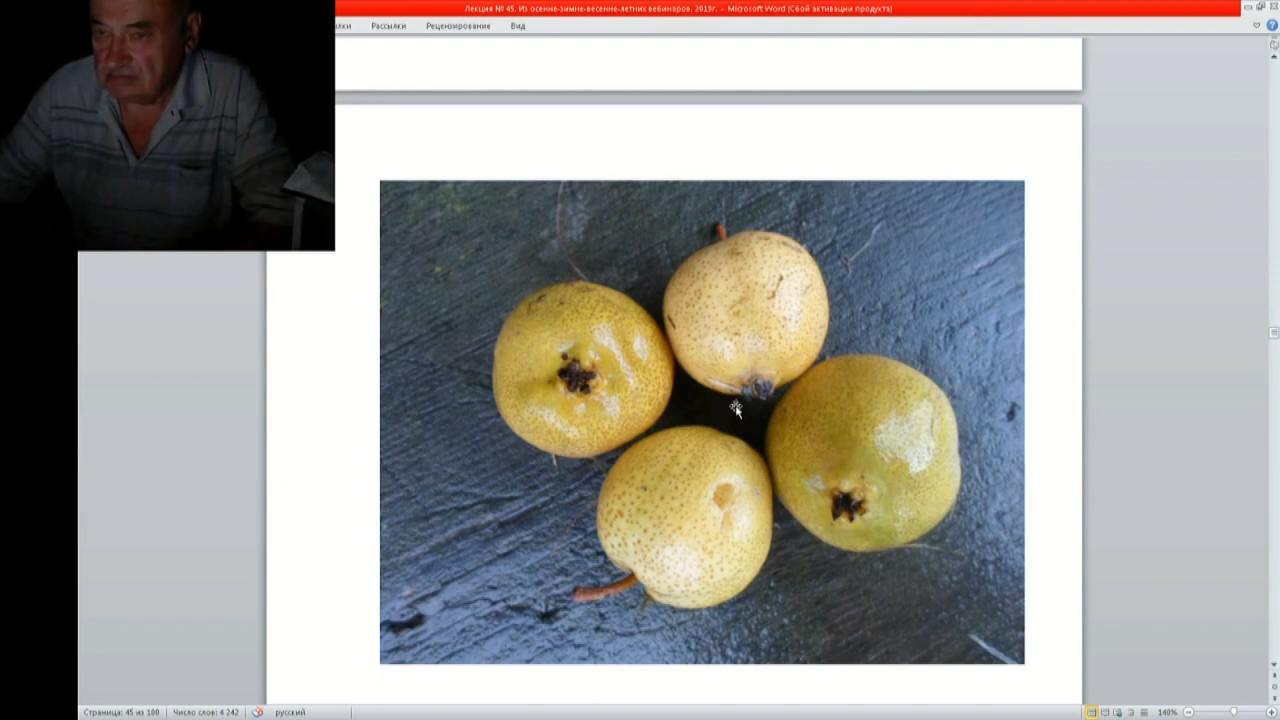 Лекция № 45. Из осенне-зимне-весенне-летних вебинаров. 2019г. - Microsoft Word (Сбой активации продукта)
лки Рассылки Рецензирование Вид
Страница: 45 из 100 Число слов: 4 242 русский 140%